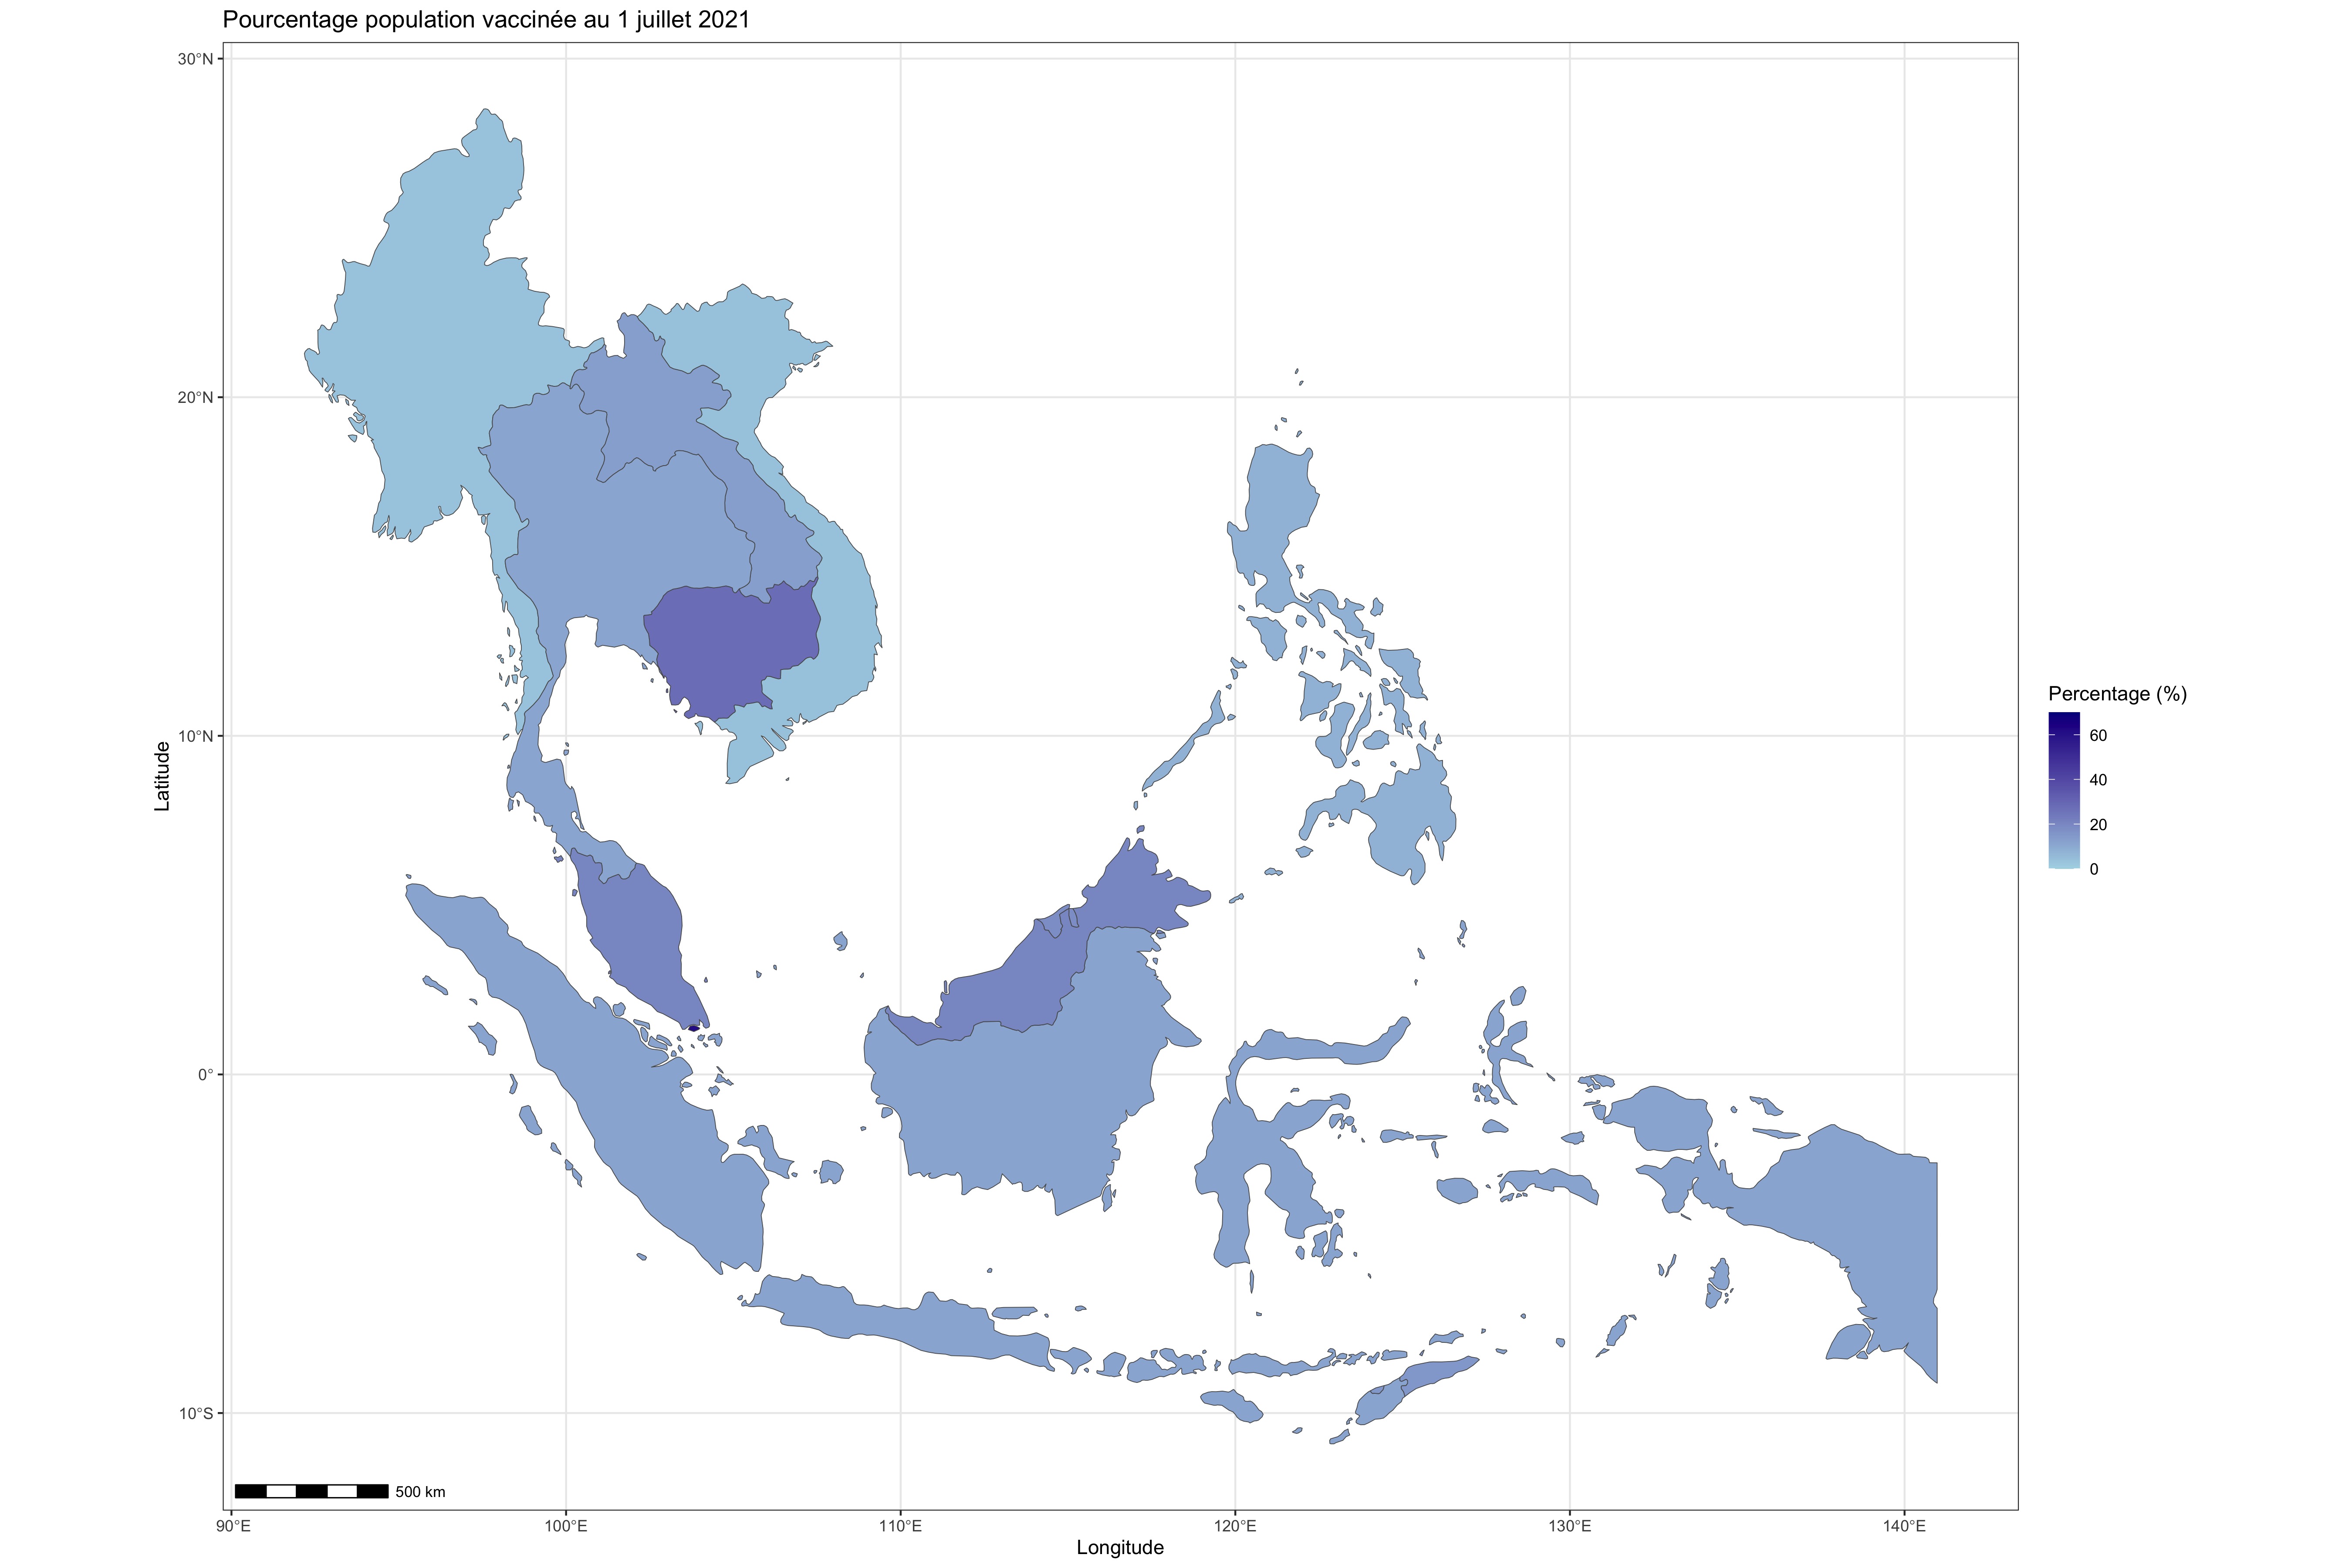 Pourcentage population vaccinée au 1 juillet 2021
30°N
20°N
10°N
0°
10°S
Latitude
500 km
90°E
100°E
110°E
120°E
130°E
140°E
Longitude
Percentage (%)
60
40
20
0